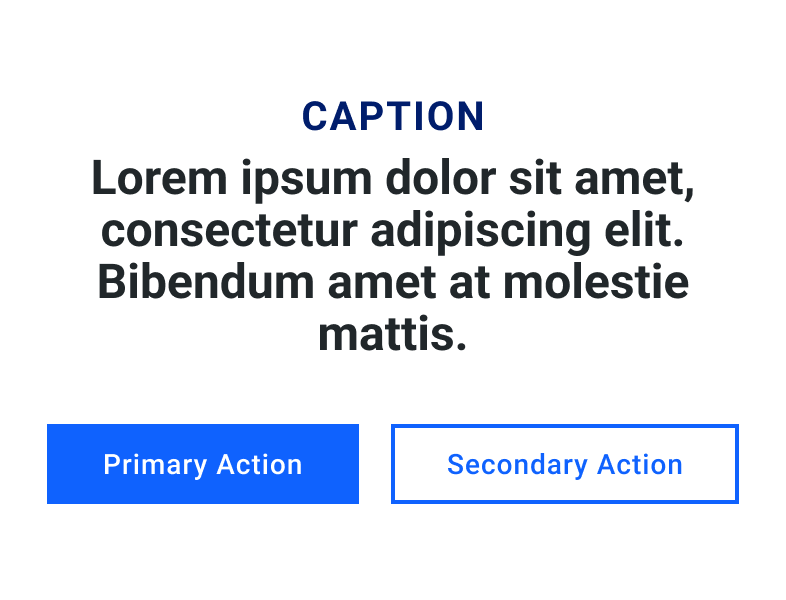 CAPTION
Lorem ipsum dolor sit amet,
consectetur adipiscing elit.
Bibendum amet at molestie
mattis.
Primary Action
Secondary Action